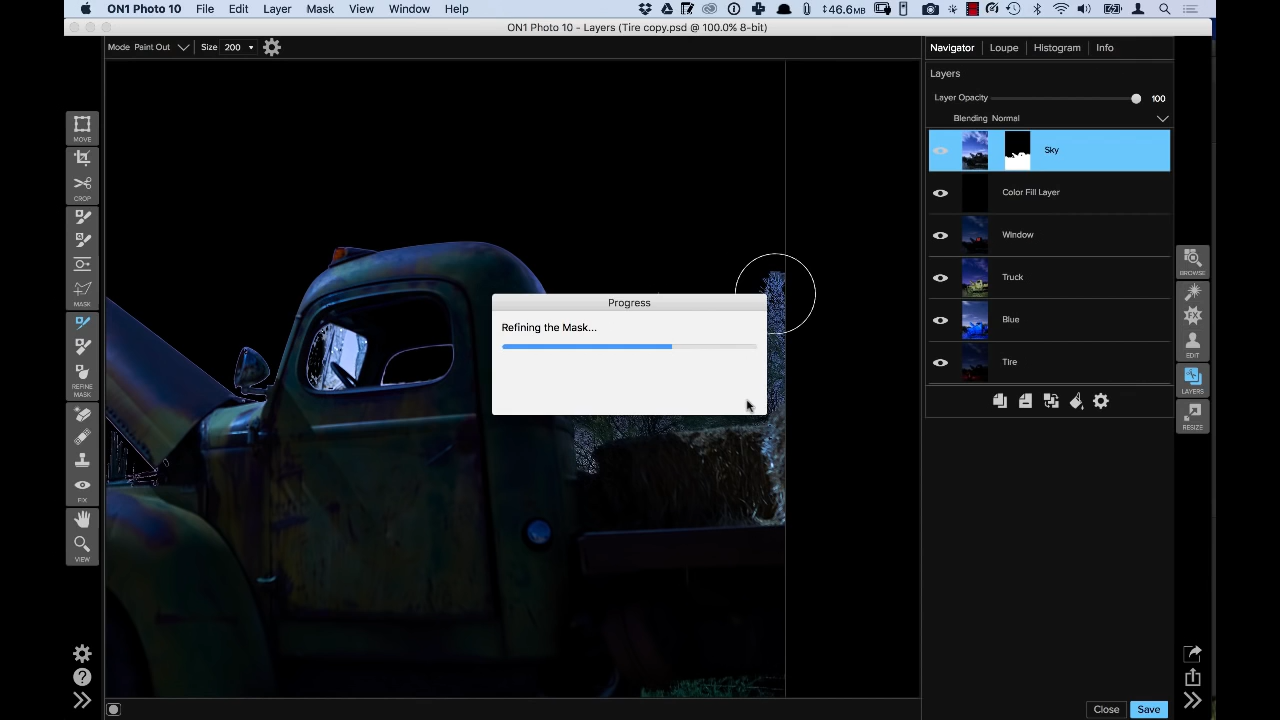 ON1 Photo 10 File Edit Layer Mask View Window Help 46.6MB
ON1 Photo 10 - Layers (Tire copy.psd @ 100.0% 8-bit)
Mode Paint Out Size 200
Navigator Loupe Histogram Info
Layers
Layer Opacity 100
Blending Normal
Sky
Color Fill Layer
Window
Truck
Blue
Tire
MOVE
CROP
MASK
REFINE
MASK
FIX
VIEW
Progress
Refining the Mask...
BROWSE
EDIT
LAYERS
RESIZE
Close Save